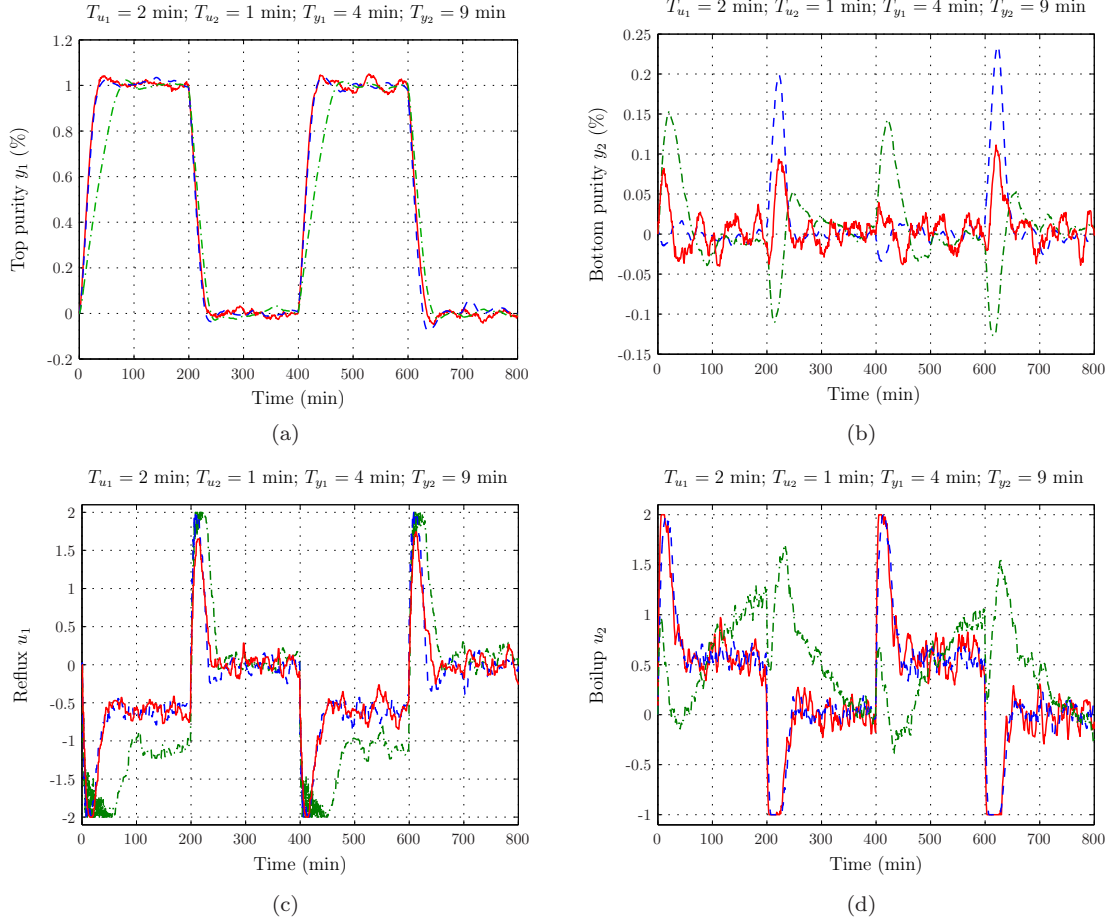 T_{u_1} = 2 min; T_{u_2} = 1 min; T_{y_1} = 4 min; T_{y_2} = 9 min
1.2
1
0.8
0.6
0.4
0.2
0
-0.2
Top purity y_1 (%)
0 100 200 300 400 500 600 700 800
Time (min)
(a)
T_{u_1} = 2 min; T_{u_2} = 1 min; T_{y_1} = 4 min; T_{y_2} = 9 min
0.25
0.2
0.15
0.1
0.05
0
-0.05
-0.1
-0.15
Bottom purity y_2 (%)
0 100 200 300 400 500 600 700 800
Time (min)
(b)
T_{u_1} = 2 min; T_{u_2} = 1 min; T_{y_1} = 4 min; T_{y_2} = 9 min
2
1.5
1
0.5
0
-0.5
-1
-1.5
-2
Reflux u_1
0 100 200 300 400 500 600 700 800
Time (min)
(c)
T_{u_1} = 2 min; T_{u_2} = 1 min; T_{y_1} = 4 min; T_{y_2} = 9 min
2
1.5
1
0.5
0
-0.5
-1
Boilup u_2
0 100 200 300 400 500 600 700 800
Time (min)
(d)